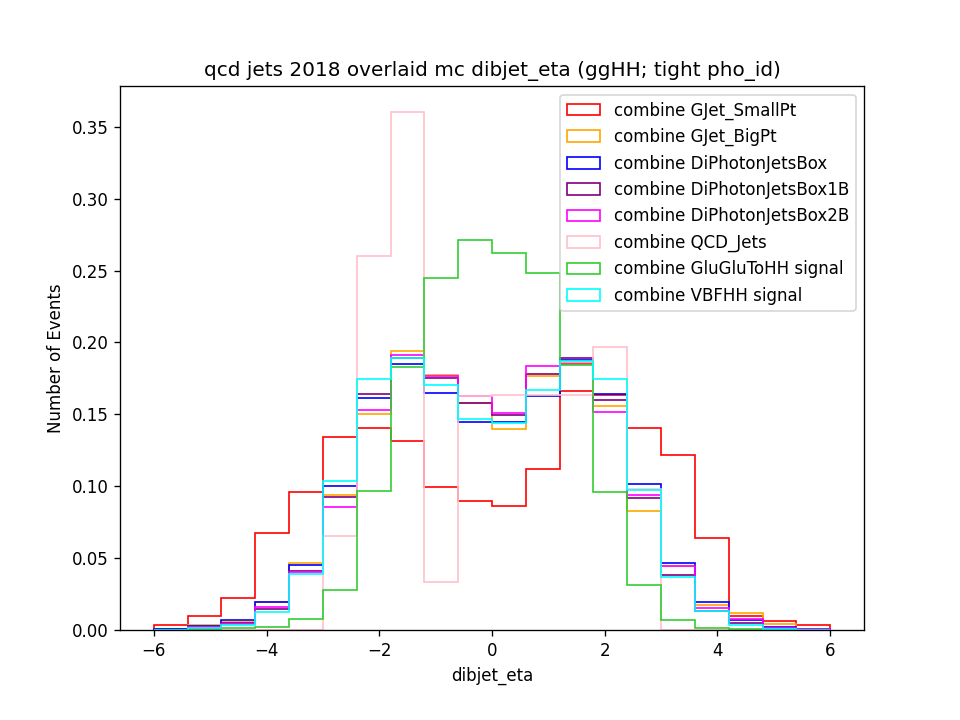 qcd jets 2018 overlaid mc dibjet_eta (ggHH; tight pho_id)
combine GJet_SmallPt
combine GJet_BigPt
combine DiPhotonJetsBox
combine DiPhotonJetsBox1B
combine DiPhotonJetsBox2B
combine QCD_Jets
combine GluGluToHH signal
combine VBFHH signal
Number of Events
0.35
0.30
0.25
0.20
0.15
0.10
0.05
0.00
−6 −4 −2 0 2 4 6
dibjet_eta